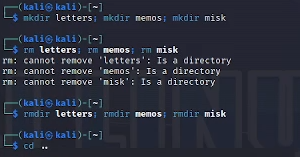 ┌──(kali㉿kali)-[~]
└─$ mkdir letters; mkdir memos; mkdir misk
┌──(kali㉿kali)-[~]
└─$ rm letters; rm memos; rm misk
rm: cannot remove 'letters': Is a directory
rm: cannot remove 'memos': Is a directory
rm: cannot remove 'misk': Is a directory
┌──(kali㉿kali)-[~]
└─$ rmdir letters; rmdir memos; rmdir misk
┌──(kali㉿kali)-[~]
└─$ cd ..